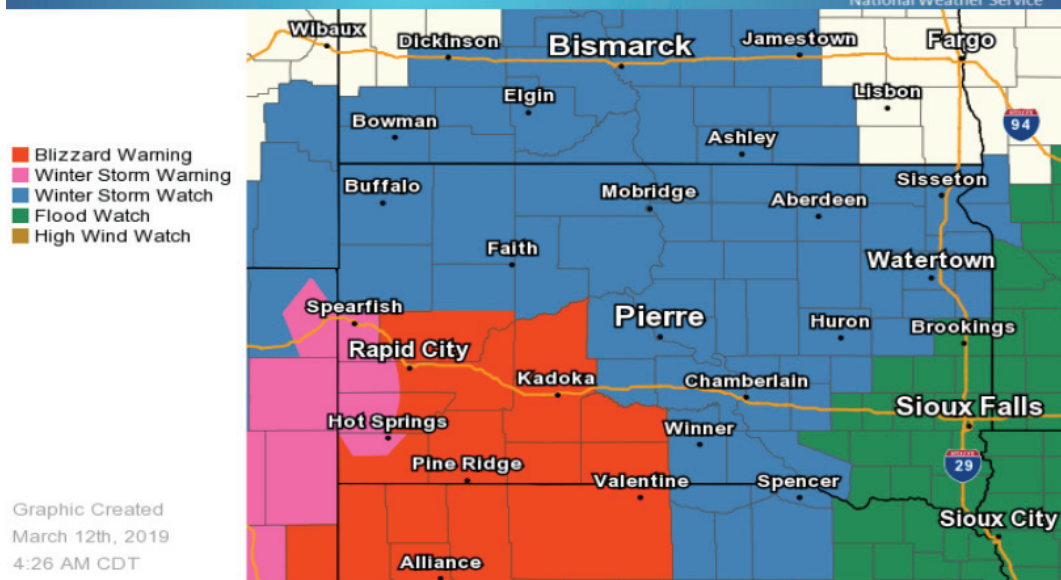 National Weather Service
Wibaux
Dickinson
Bismarck
Jamestown
Fargo
Elgin
Lisbon
Bowman
Ashley
94
Blizzard Warning
Winter Storm Warning
Winter Storm Watch
Flood Watch
High Wind Watch
Buffalo
Mobridge
Aberdeen
Sisseton
Faith
Watertown
Spearfish
Pierre
Huron
Brookings
Rapid City
Kadoka
Chamberlain
Sioux Falls
Hot Springs
Winner
Pine Ridge
Valentine
Spencer
29
Sioux City
Alliance
Graphic Created
March 12th, 2019
4:26 AM CDT